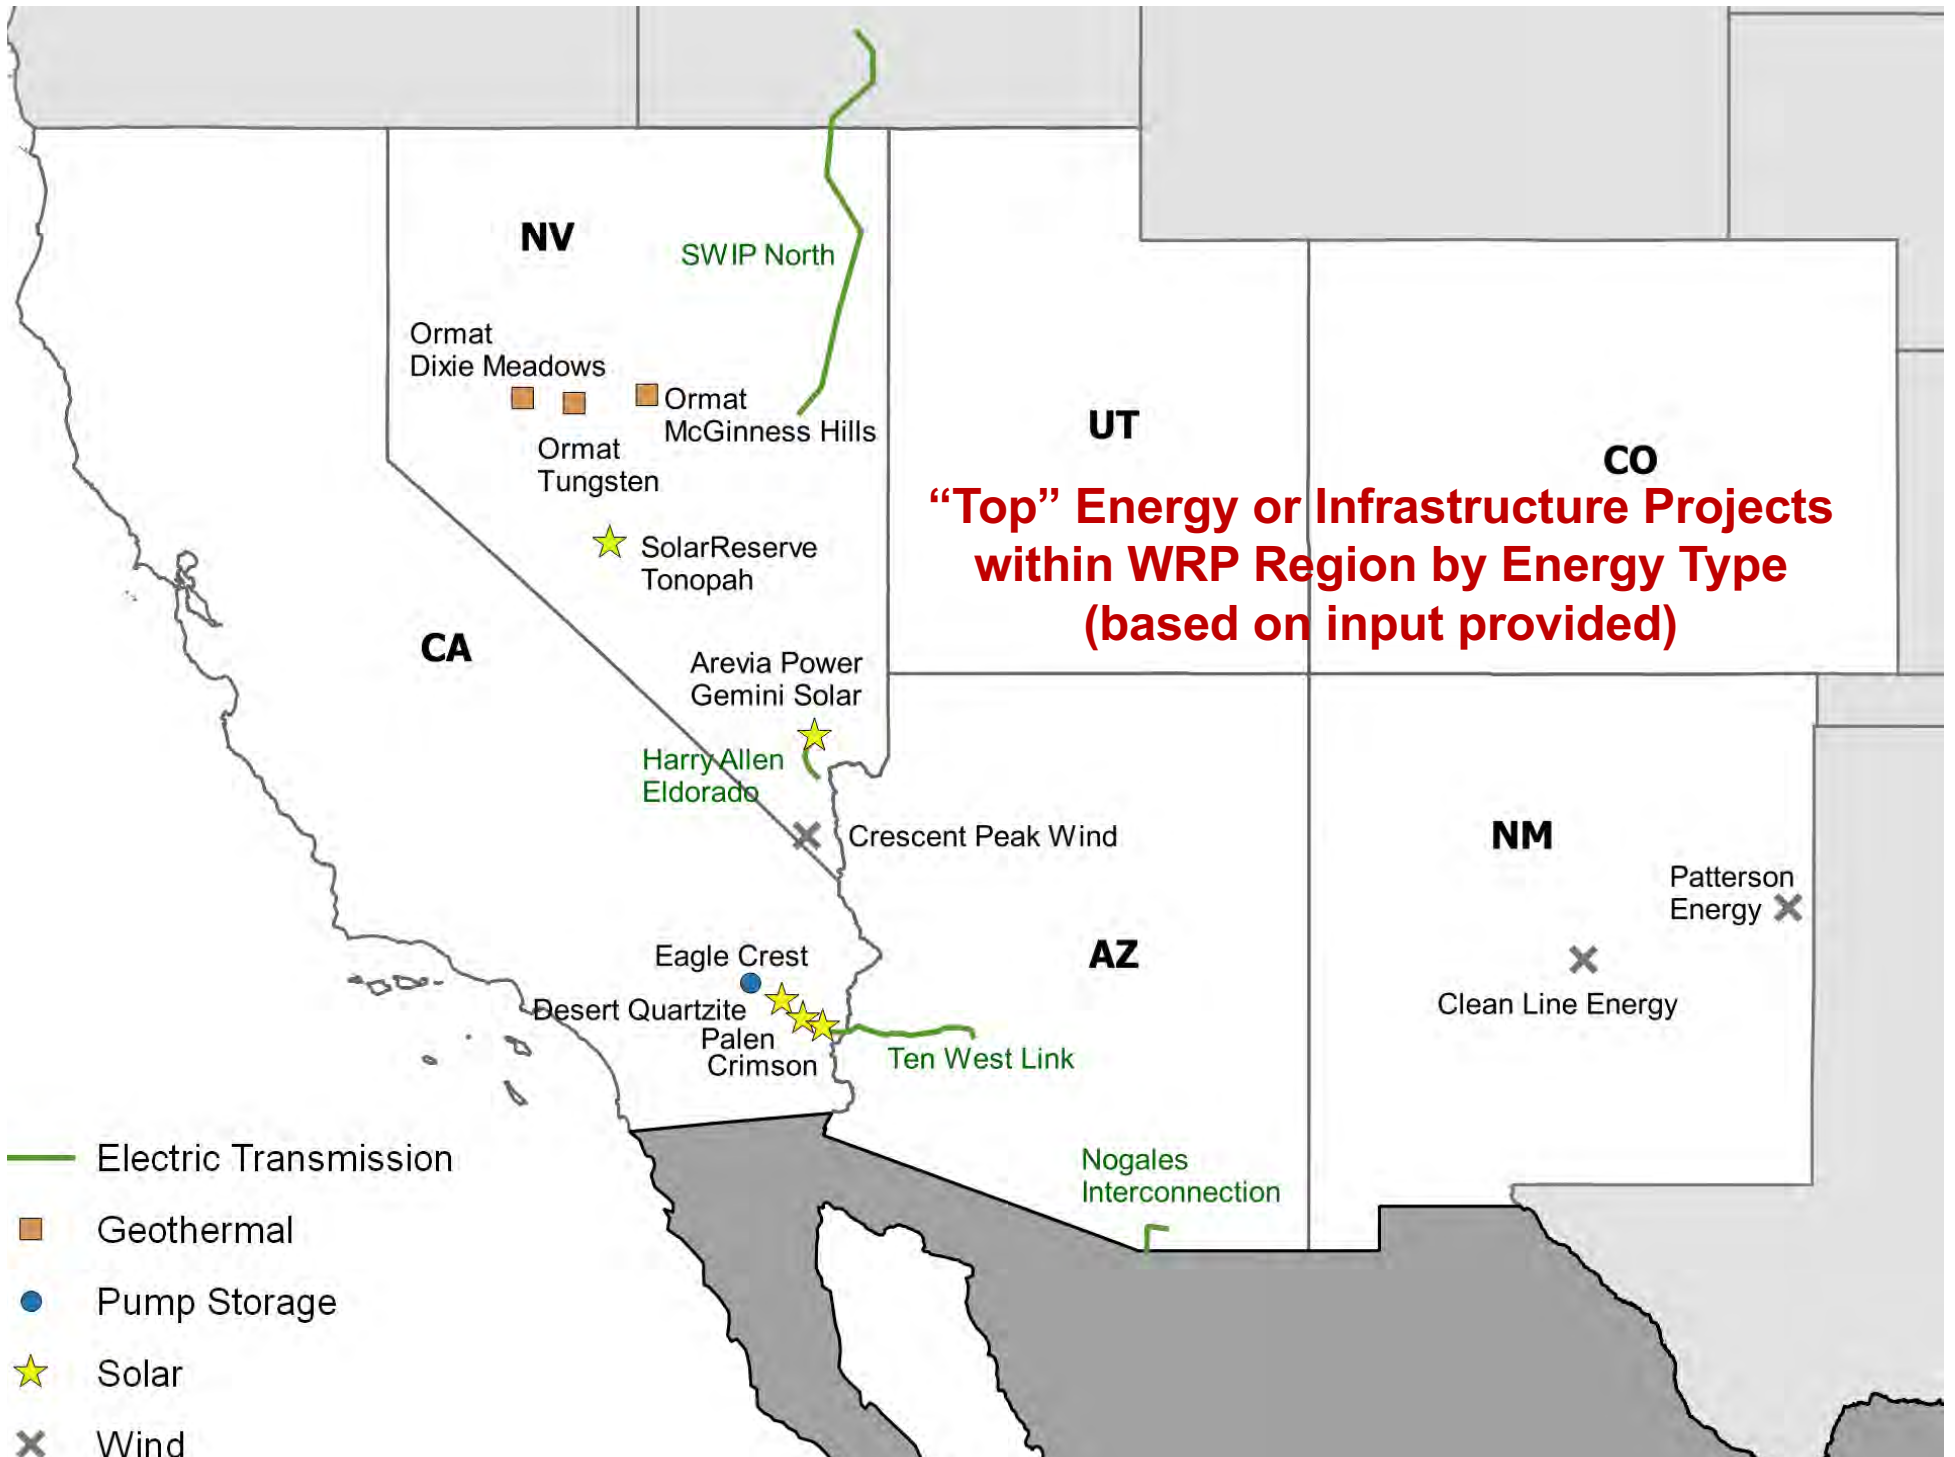 NV
SWIP North
Ormat
Dixie Meadows
Ormat
McGinness Hills
Ormat
Tungsten
UT
CO
“Top” Energy or Infrastructure Projects
within WRP Region by Energy Type
(based on input provided)
SolarReserve
Tonopah
CA
Arevia Power
Gemini Solar
Harry Allen
Eldorado
Crescent Peak Wind
NM
Patterson
Energy
Eagle Crest
AZ
Clean Line Energy
Desert Quartzite
Palen
Crimson
Ten West Link
Nogales
Interconnection
Electric Transmission
Geothermal
Pump Storage
Solar
Wind